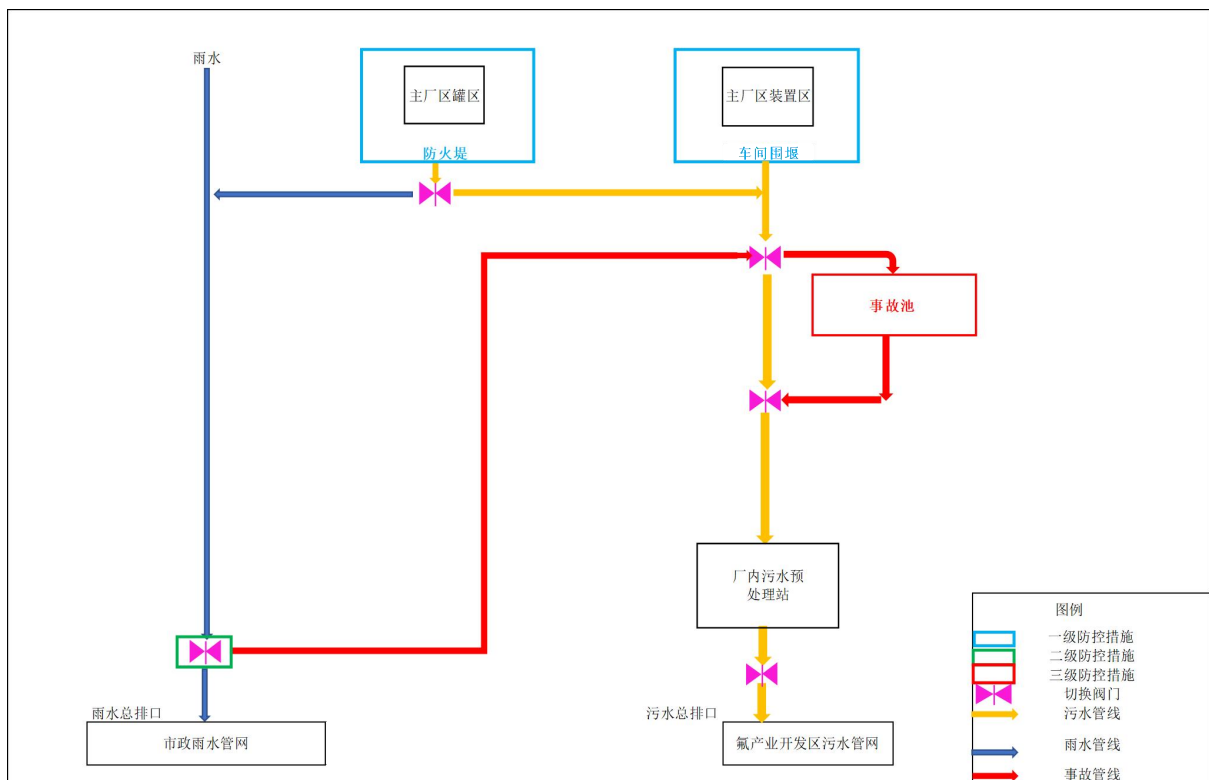 雨水
主厂区罐区
主厂区装置区
防火堤
车间围堰
事故池
厂内污水预
处理站
雨水总排口
污水总排口
市政雨水管网
氟产业开发区污水管网
图例
一级防控措施
二级防控措施
三级防控措施
切换阀门
污水管线
雨水管线
事故管线